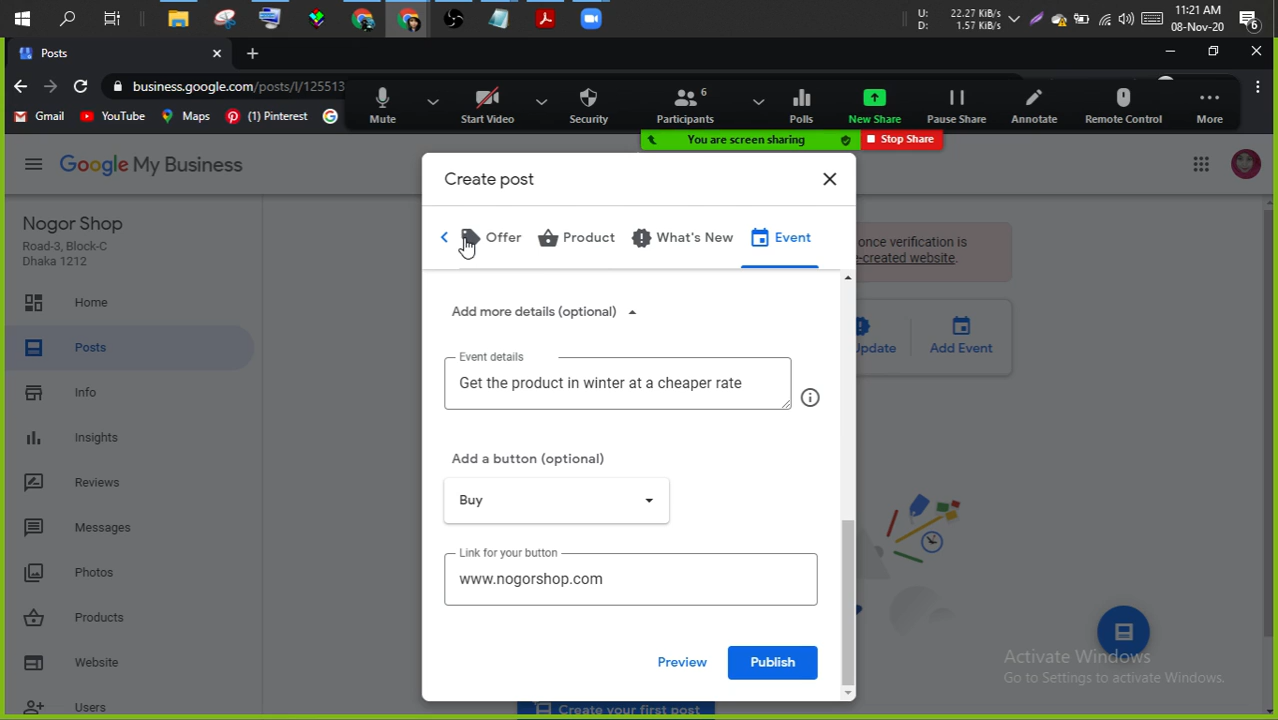 U: 22.27 KiB/s
D: 1.57 KiB/s
11:21 AM
08-Nov-20
6
Posts
business.google.com/posts/l/125513
Gmail
YouTube
Maps
(1) Pinterest
Mute
Start Video
Security
6
Participants
Polls
New Share
Pause Share
Annotate
Remote Control
More
You are screen sharing
Stop Share
Google My Business
Nogor Shop
Road-3, Block-C
Dhaka 1212
Home
Posts
Info
Insights
Reviews
Messages
Photos
Products
Website
Users
Create post
Offer
Product
What's New
Event
Add more details (optional)
Event details
Get the product in winter at a cheaper rate
Add a button (optional)
Buy
Link for your button
www.nogorshop.com
Preview
Publish
once verification is
e-created website.
Update
Add Event
Create your first post
Activate Windows
Go to Settings to activate Windows.